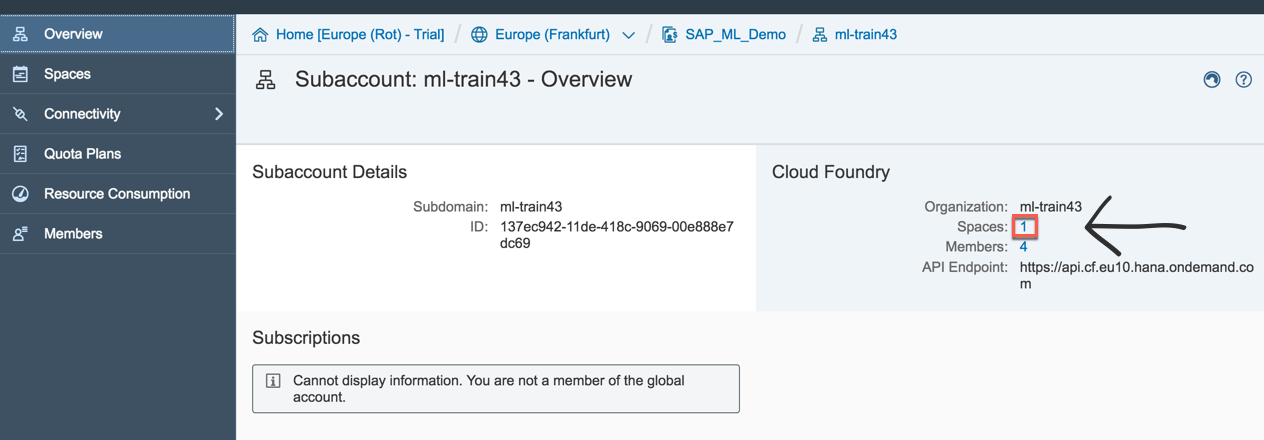 Overview
Spaces
Connectivity
Quota Plans
Resource Consumption
Members
Home [Europe (Rot) - Trial] / Europe (Frankfurt) / SAP_ML_Demo / ml-train43
Subaccount: ml-train43 - Overview
Subaccount Details
Subdomain: ml-train43
ID: 137ec942-11de-418c-9069-00e888e7
dc69
Cloud Foundry
Organization: ml-train43
Spaces: 1
Members: 4
API Endpoint: https://api.cf.eu10.hana.ondemand.co
m
Subscriptions
Cannot display information. You are not a member of the global
account.